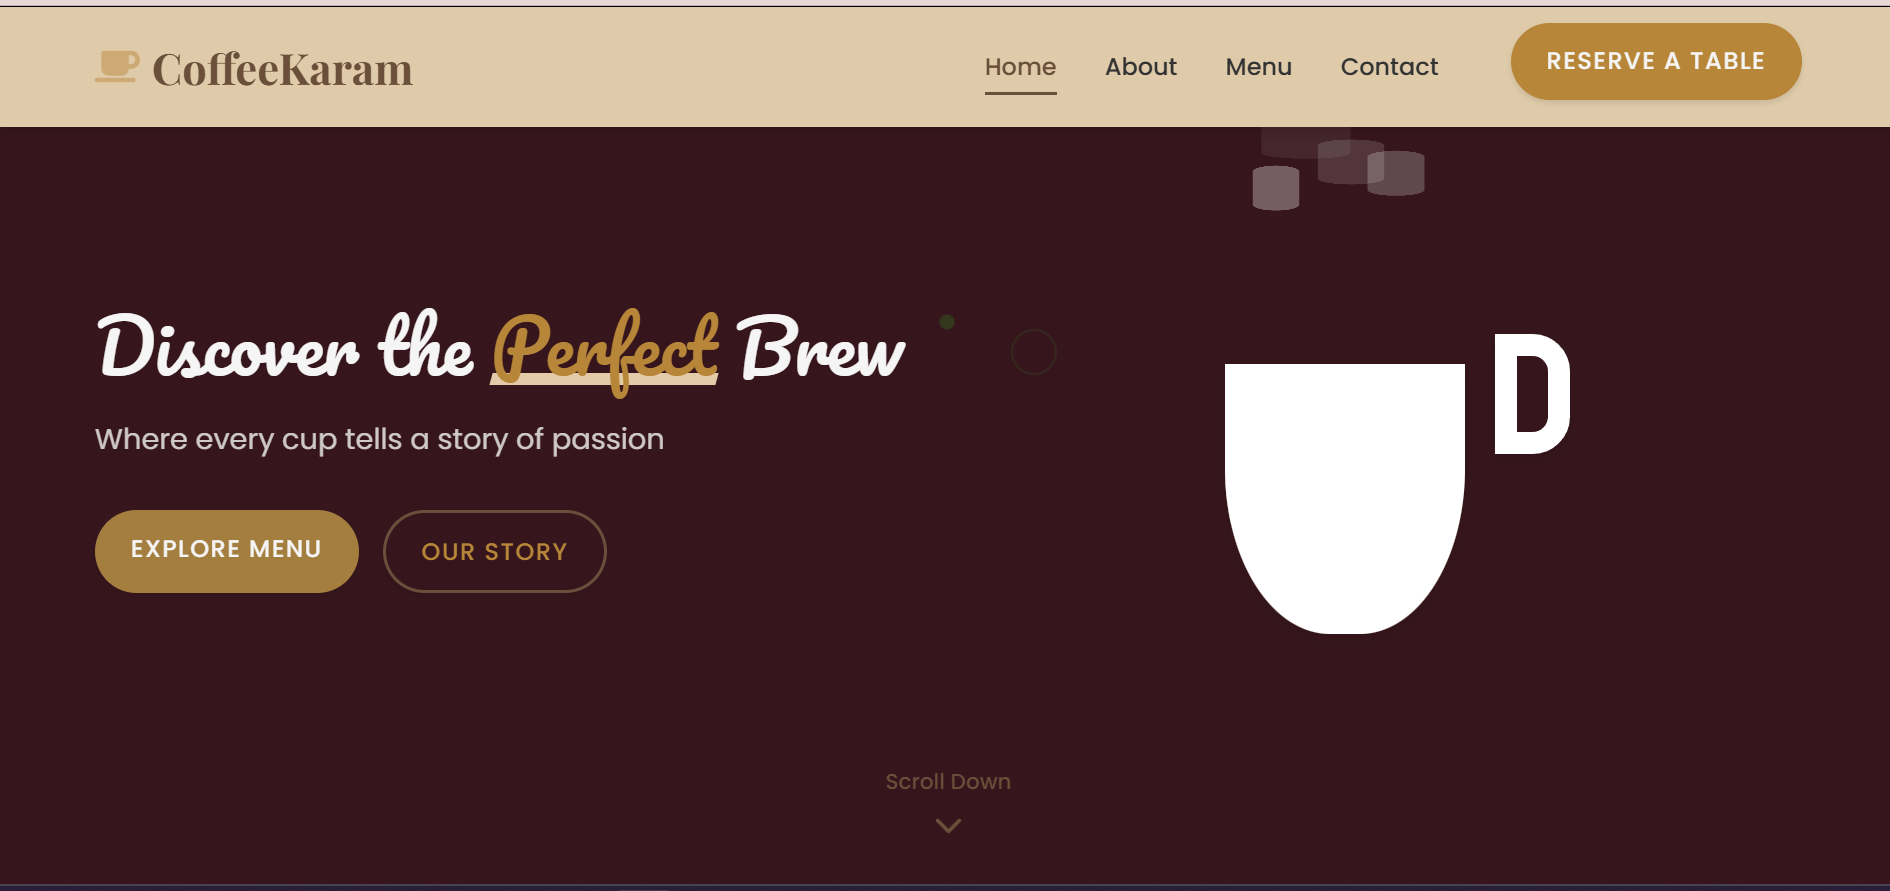 CoffeeKaram
Home About Menu Contact RESERVE A TABLE
Discover the Perfect Brew
Where every cup tells a story of passion
EXPLORE MENU OUR STORY
Scroll Down